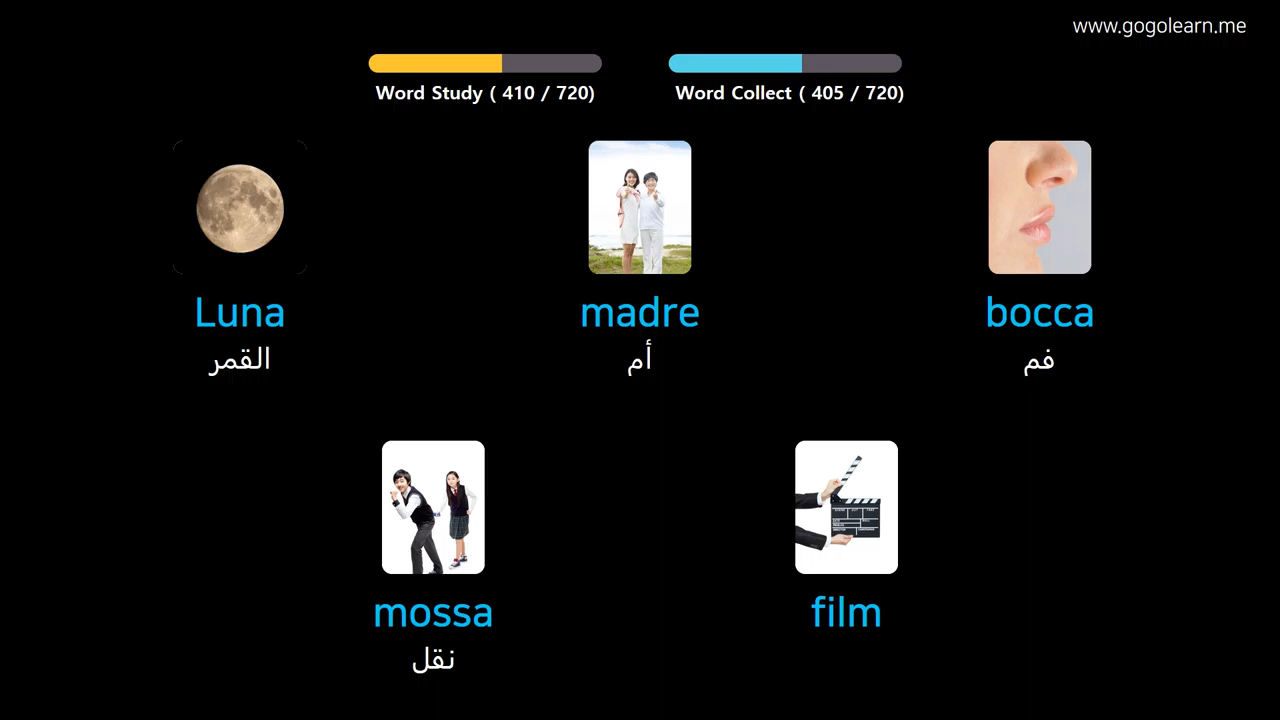 www.gogolearn.me
Word Study ( 410 / 720)
Word Collect ( 405 / 720)
Luna
القمر
madre
أم
bocca
فم
mossa
نقل
film